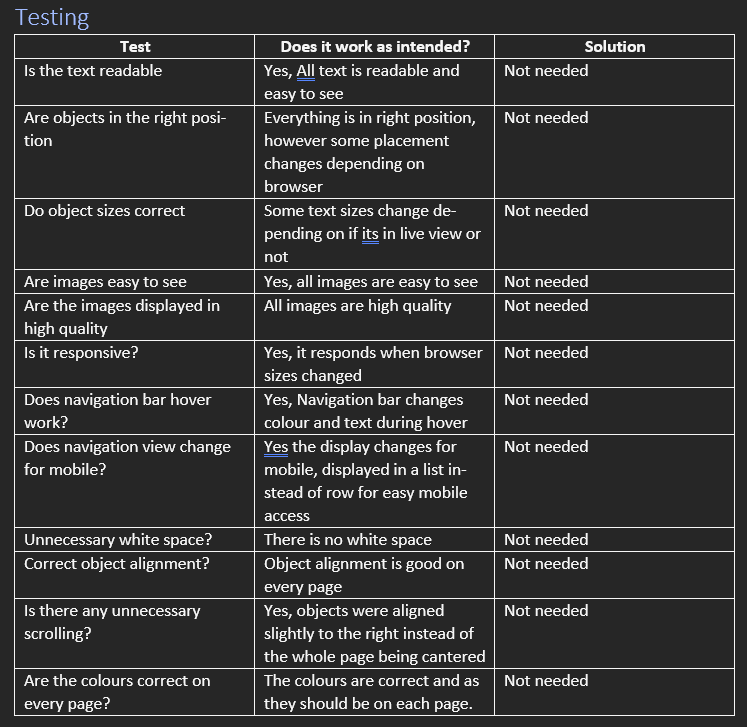 Testing
Test Does it work as intended? Solution
Is the text readable Yes, All text is readable and Not needed
easy to see
Are objects in the right posi- Everything is in right position, Not needed
tion however some placement
changes depending on
browser
Do object sizes correct Some text sizes change de- Not needed
pending on if its in live view or
not
Are images easy to see Yes, all images are easy to see Not needed
Are the images displayed in All images are high quality Not needed
high quality
Is it responsive? Yes, it responds when browser Not needed
sizes changed
Does navigation bar hover Yes, Navigation bar changes Not needed
work? colour and text during hover
Does navigation view change Yes the display changes for Not needed
for mobile? mobile, displayed in a list in-
stead of row for easy mobile
access
Unnecessary white space? There is no white space Not needed
Correct object alignment? Object alignment is good on Not needed
every page
Is there any unnecessary Yes, objects were aligned Not needed
scrolling? slightly to the right instead of
the whole page being cantered
Are the colours correct on The colours are correct and as Not needed
every page? they should be on each page.